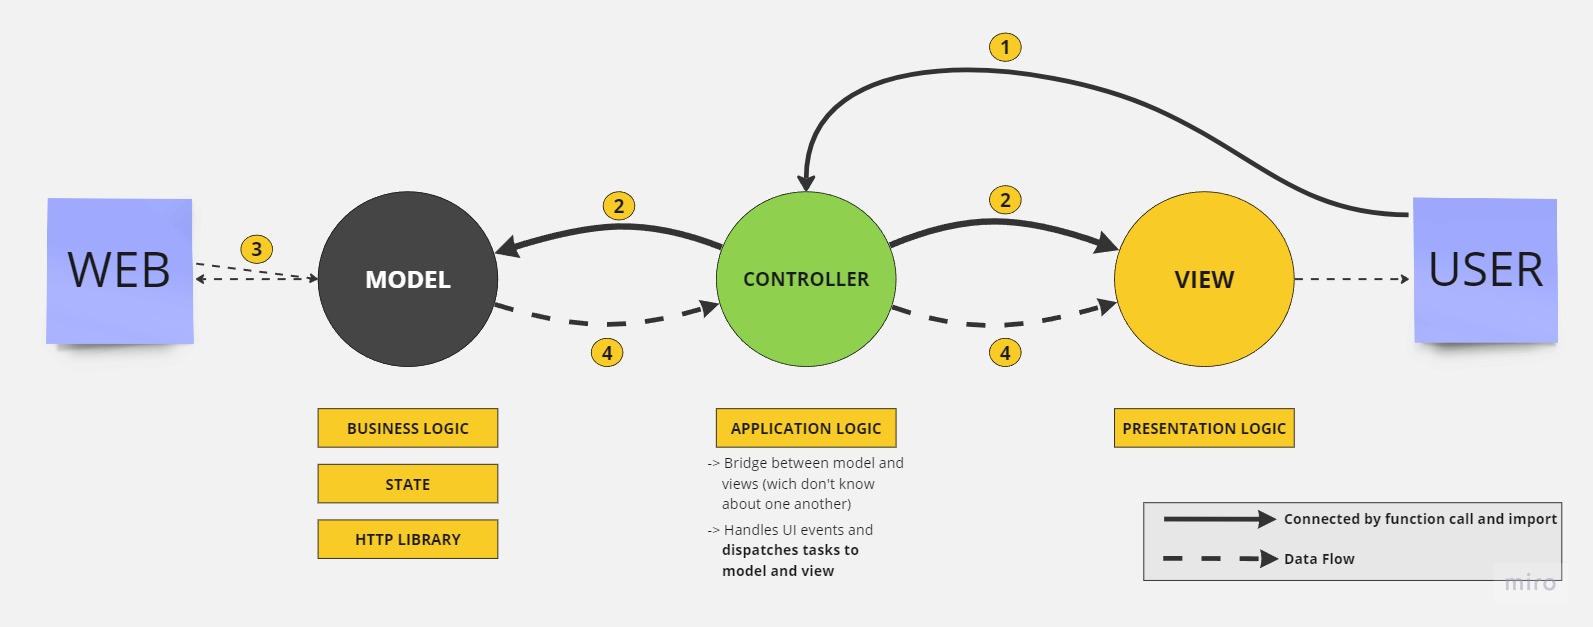 1
2
2
3
WEB
MODEL
CONTROLLER
VIEW
USER
4
4
BUSINESS LOGIC
STATE
HTTP LIBRARY
APPLICATION LOGIC
-> Bridge between model and
views (wich don't know
about one another)
-> Handles UI events and
dispatches tasks to
model and view
PRESENTATION LOGIC
Connected by function call and import
Data Flow
miro